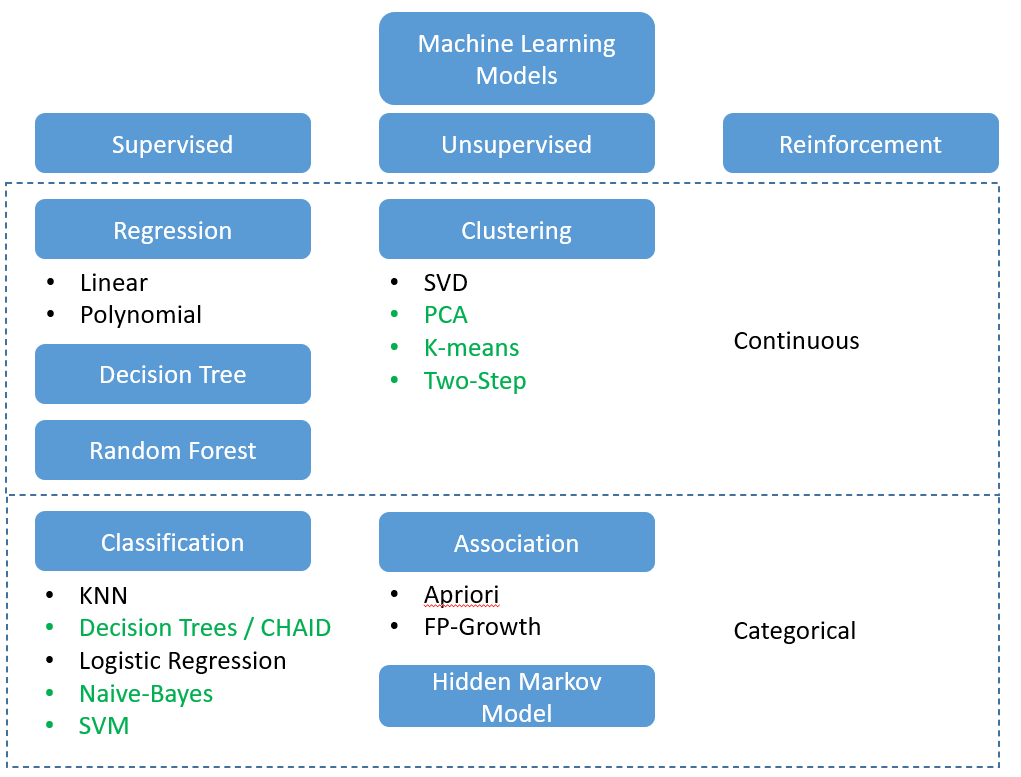 Machine Learning
Models
Supervised
Unsupervised
Reinforcement
Regression
• Linear
• Polynomial
Decision Tree
Random Forest
Clustering
• SVD
• PCA
• K-means
• Two-Step
Continuous
Classification
• KNN
• Decision Trees / CHAID
• Logistic Regression
• Naive-Bayes
• SVM
Association
• Apriori
• FP-Growth
Hidden Markov
Model
Categorical